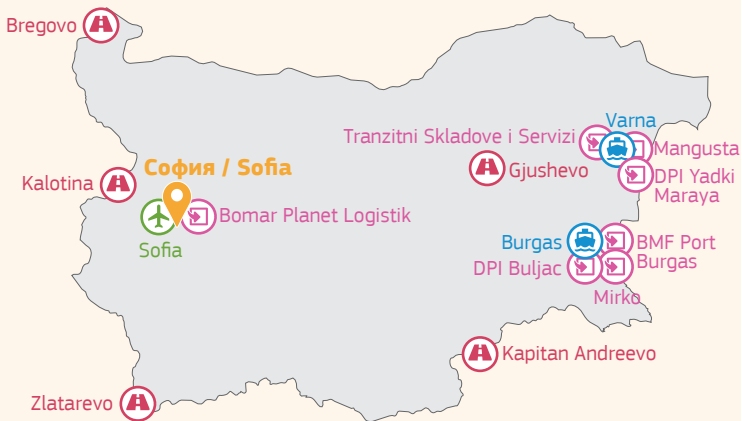 Bregovo
Varna
Tranzitni Skladove i Servizi
Mangusta
София / Sofia
Gjushevo
DPI Yadki
Maraya
Kalotina
Bomar Planet Logistik
Sofia
Burgas
BMF Port
Burgas
DPI Buljac
Mirko
Kapitan Andreevo
Zlatarevo